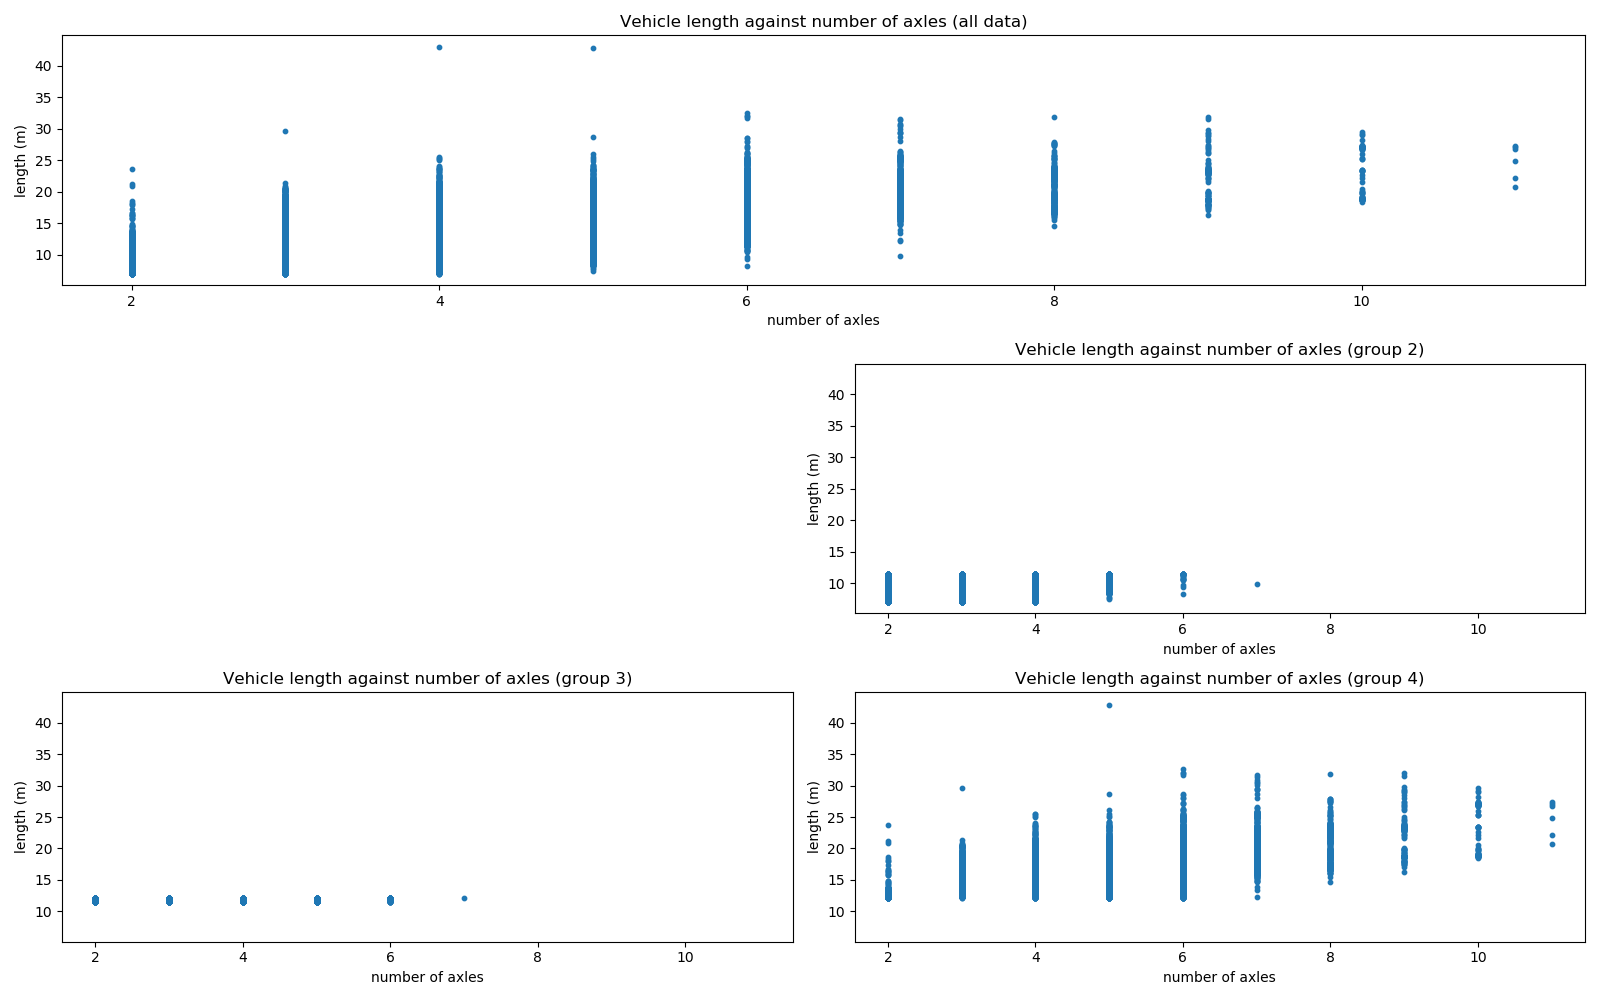 Vehicle length against number of axles (all data)
40
35
30
25
20
15
10
length (m)
2 4 6 8 10
number of axles
Vehicle length against number of axles (group 2)
40
35
30
25
20
15
10
length (m)
2 4 6 8 10
number of axles
Vehicle length against number of axles (group 3)
40
35
30
25
20
15
10
length (m)
2 4 6 8 10
number of axles
Vehicle length against number of axles (group 4)
40
35
30
25
20
15
10
length (m)
2 4 6 8 10
number of axles